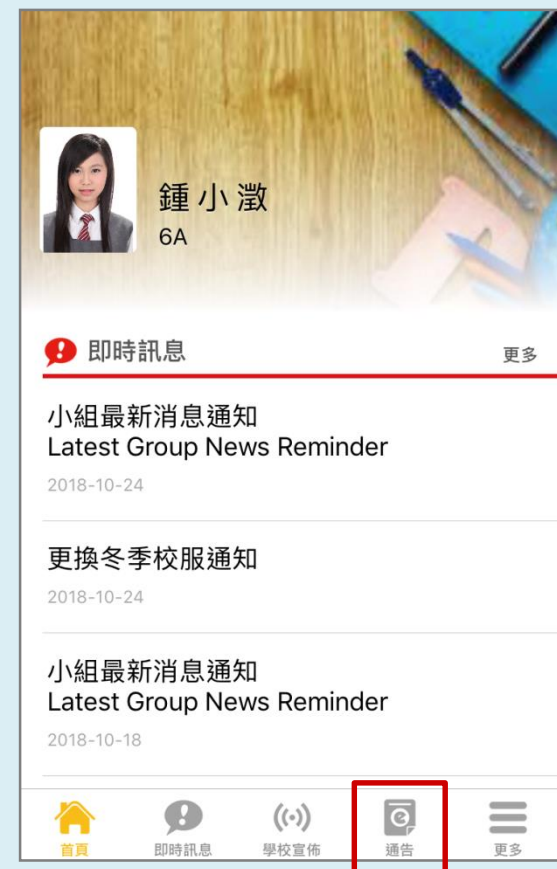 鍾小澂
6A
即時訊息 更多
小組最新消息通知
Latest Group News Reminder
2018-10-24
更換冬季校服通知
2018-10-24
小組最新消息通知
Latest Group News Reminder
2018-10-18
首頁 即時訊息 學校宣佈 通告 更多